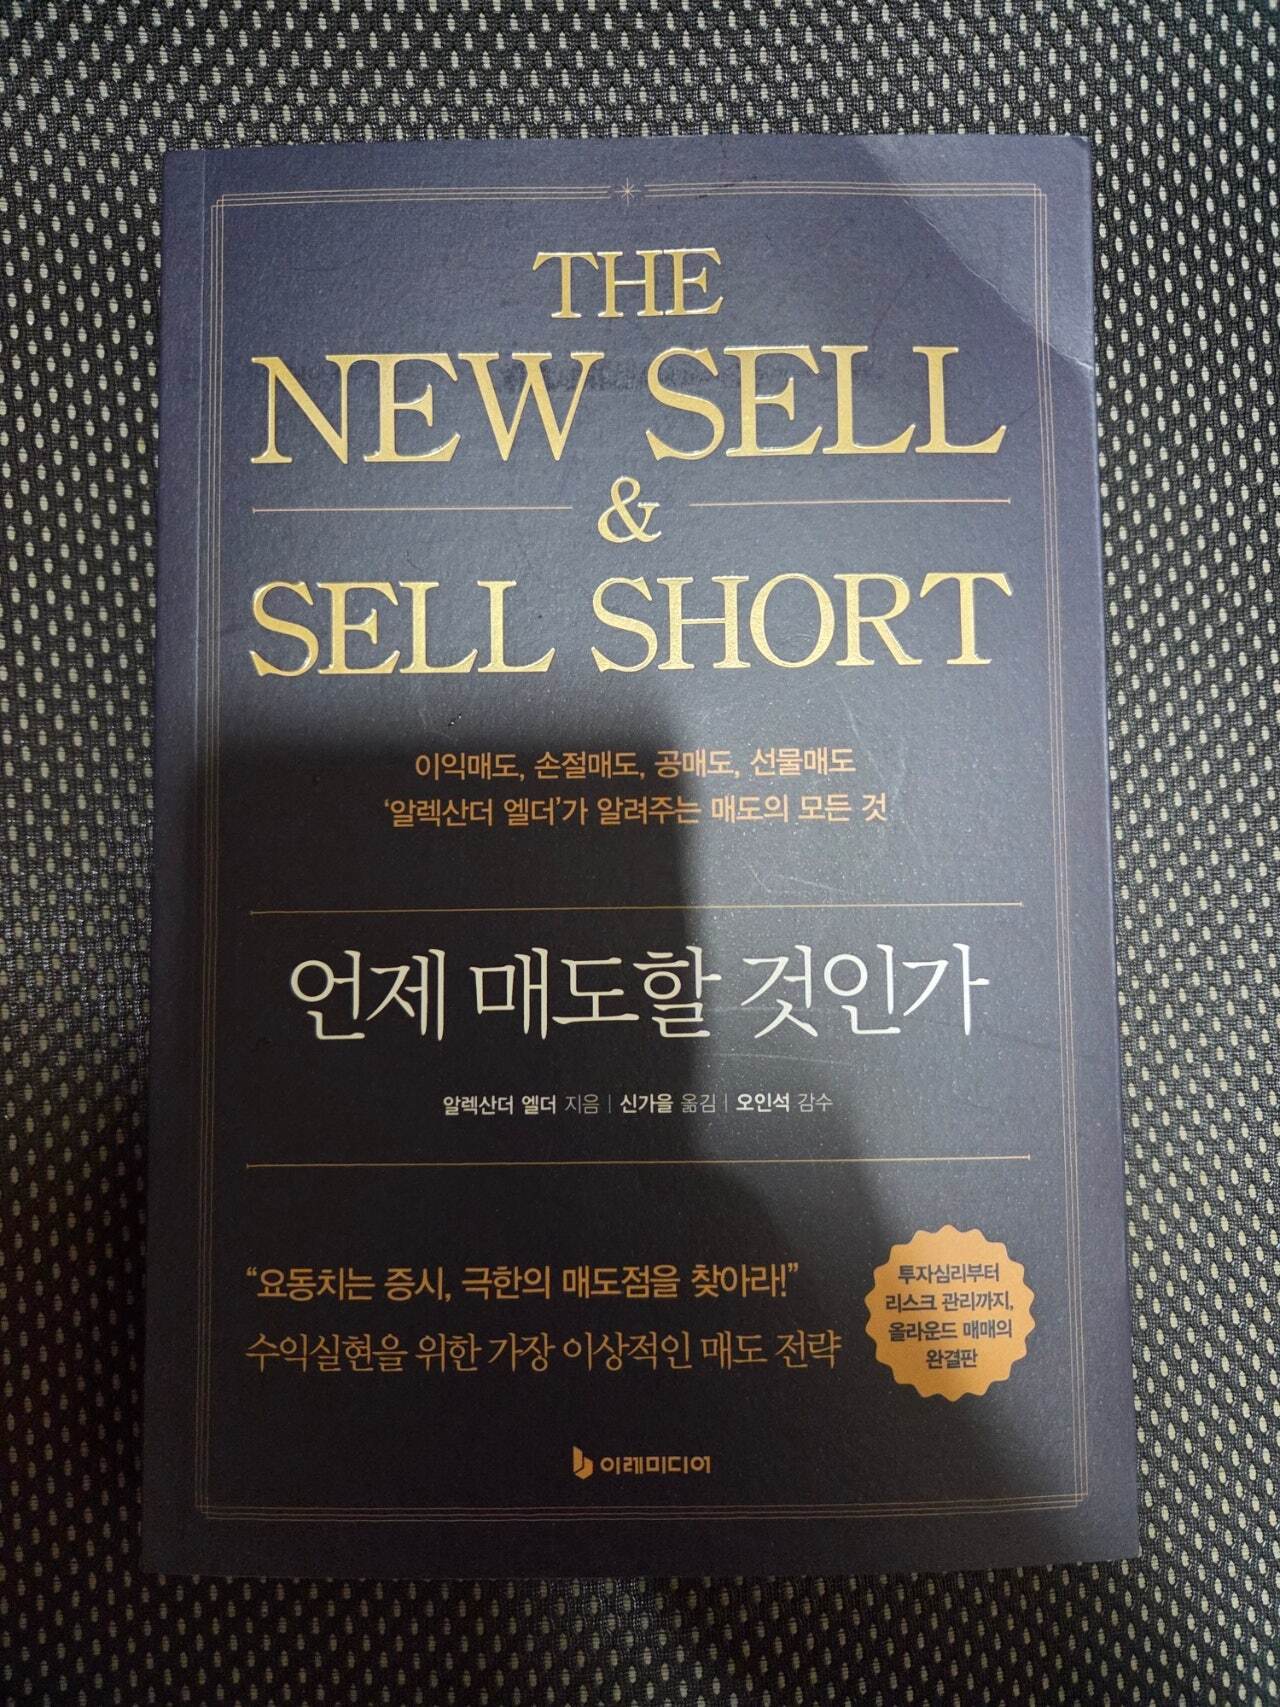 THE
NEW SELL
&
SELL SHORT
이익매도, 손절매도, 공매도, 선물매도
‘알렉산더 엘더’가 알려주는 매도의 모든 것
언제 매도할 것인가
알렉산더 엘더 지음 | 신가을 옮김 | 오인석 감수
“요동치는 증시, 극한의 매도점을 찾아라!”
수익실현을 위한 가장 이상적인 매도 전략
투자심리부터
리스크 관리까지,
올라운드 매매의
완결판
이레미디어